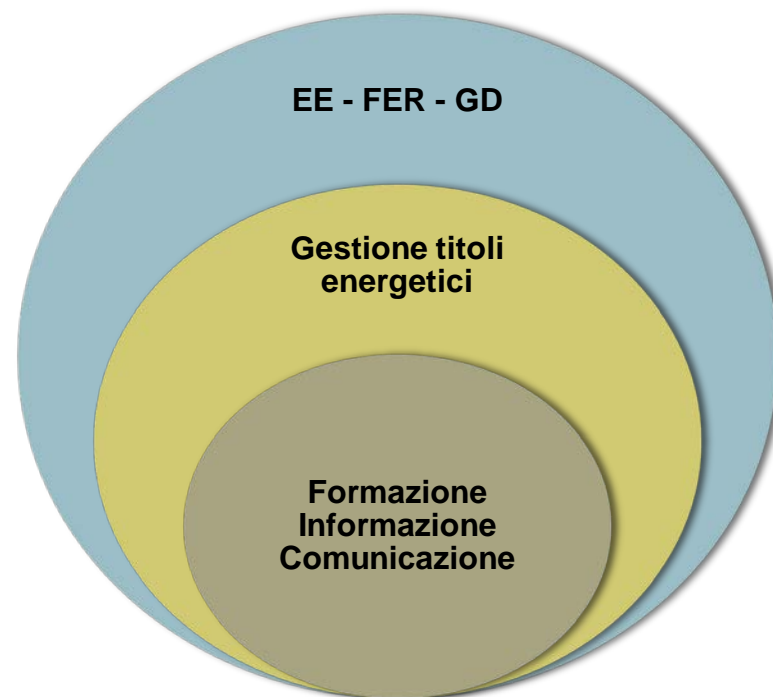 EE - FER - GD
Gestione titoli
energetici
Formazione
Informazione
Comunicazione